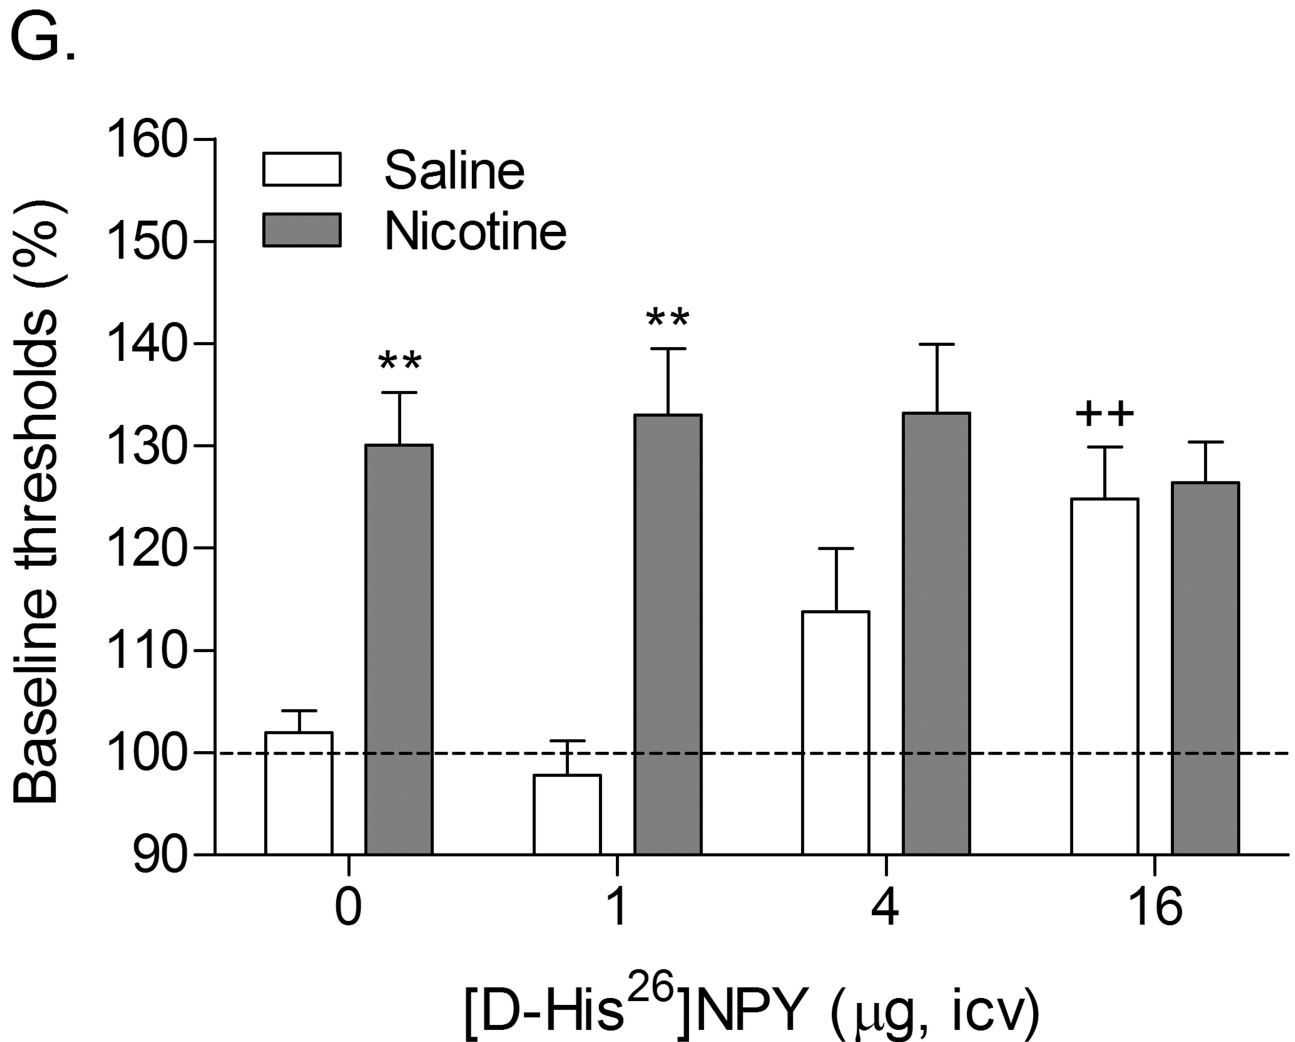 G.
160
150
140
130
120
110
100
90
Baseline thresholds (%)
Saline
Nicotine
**
**
++
0 1 4 16
[D-His²⁶]NPY (μg, icv)